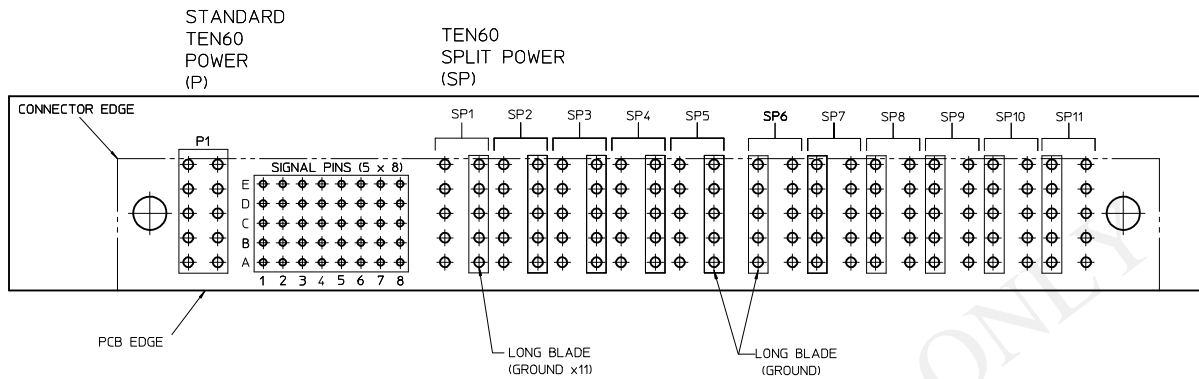 STANDARD
TEN60
POWER
(P)
TEN60
SPLIT POWER
(SP)
CONNECTOR EDGE
P1
SIGNAL PINS (5 x 8)
E
D
C
B
A
1 2 3 4 5 6 7 8
SP1 SP2 SP3 SP4 SP5 SP6 SP7 SP8 SP9 SP10 SP11
PCB EDGE
LONG BLADE
(GROUND x11)
LONG BLADE
(GROUND)
ONLY